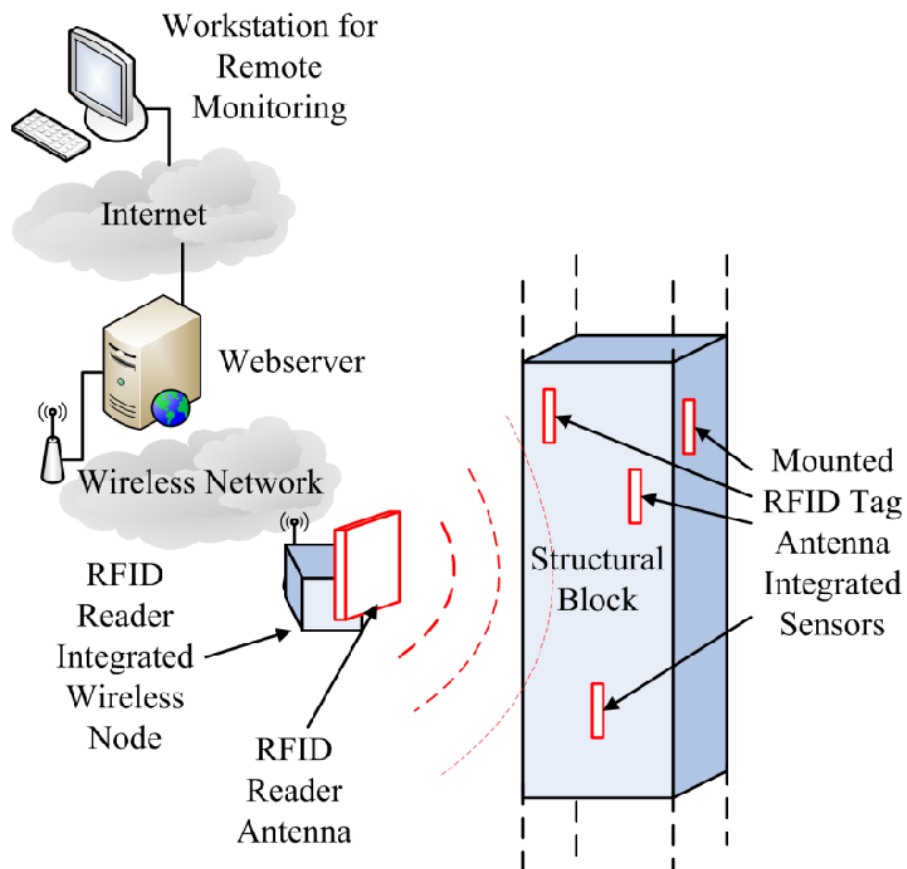 Workstation for
Remote
Monitoring
Internet
Webserver
Wireless Network
RFID
Reader
Integrated
Wireless
Node
RFID
Reader
Antenna
Structural
Block
Mounted
RFID Tag
Antenna
Integrated
Sensors